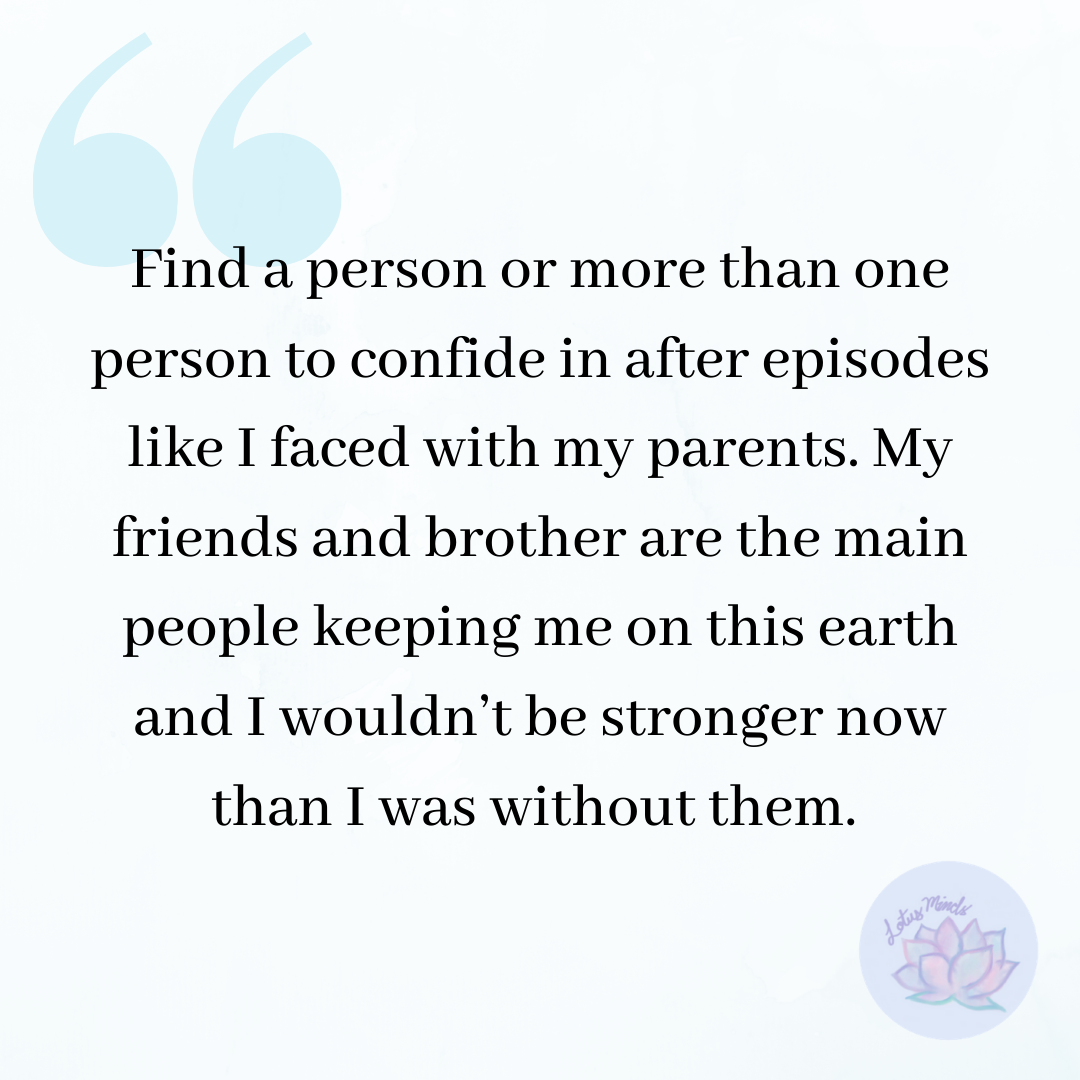 Find a person or more than one
person to confide in after episodes
like I faced with my parents. My
friends and brother are the main
people keeping me on this earth
and I wouldn’t be stronger now
than I was without them.
Lotus Minds